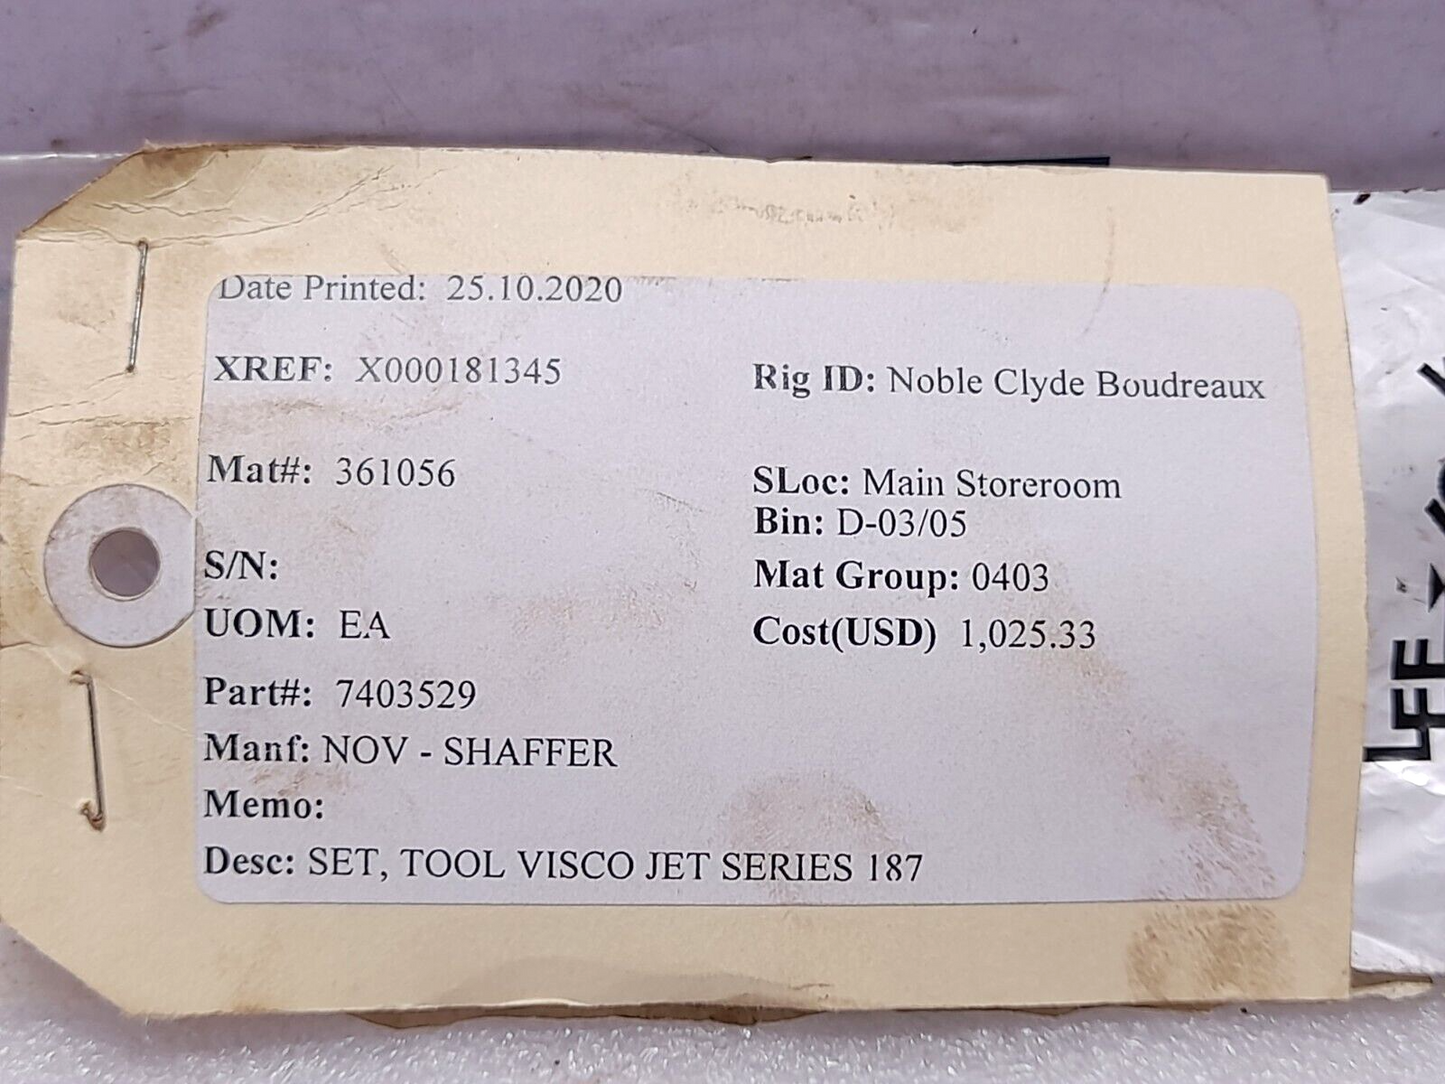 Date Printed: 25.10.2020
XREF: X000181345
Rig ID: Noble Clyde Boudreaux
Mat#: 361056
SLoc: Main Storeroom
Bin: D-03/05
S/N:
Mat Group: 0403
UOM: EA
Cost(USD) 1,025.33
Part#: 7403529
Manf: NOV - SHAFFER
Memo:
Desc: SET, TOOL VISCO JET SERIES 187
LEE